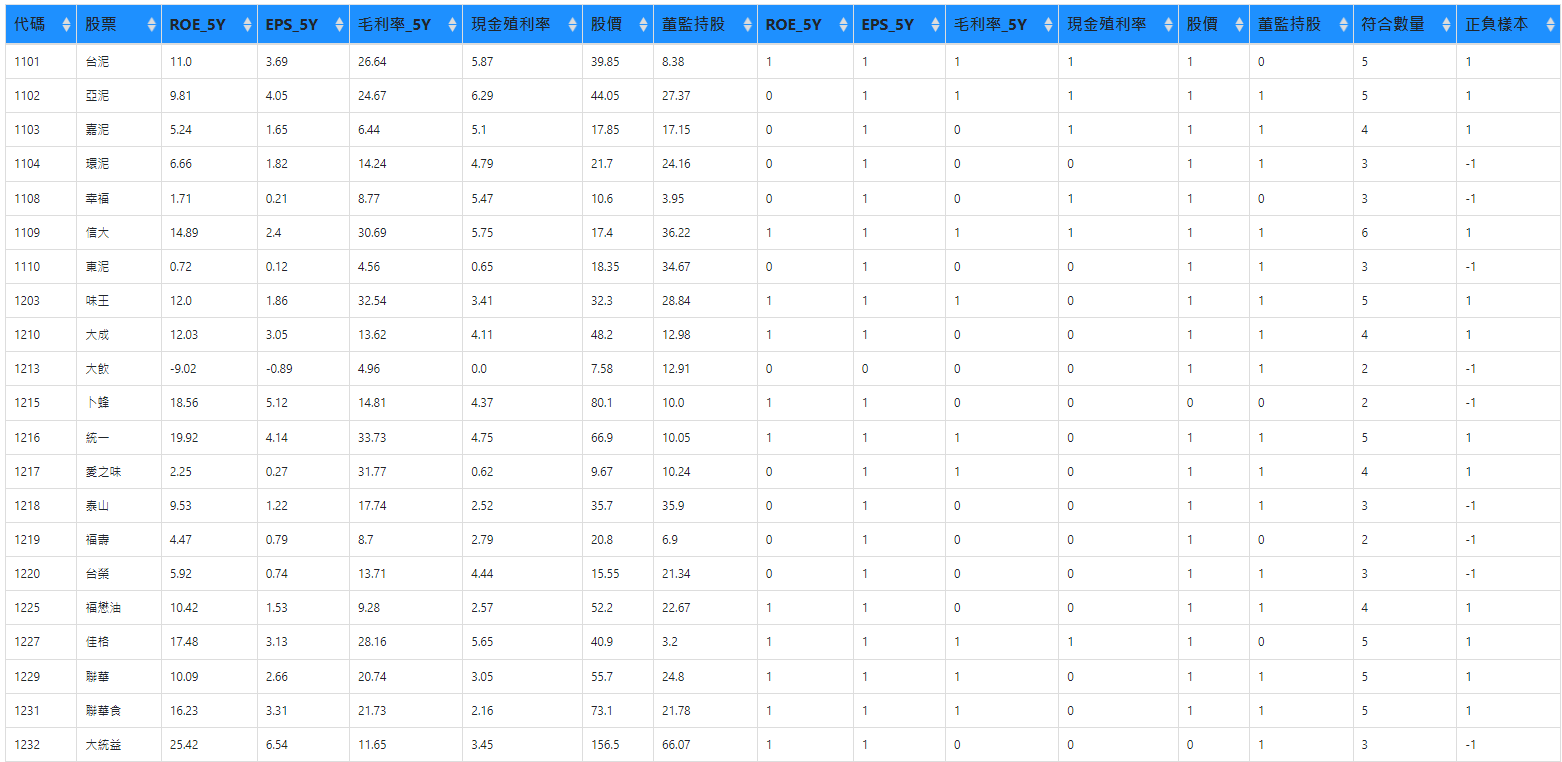 代碼 股票 ROE_5Y EPS_5Y 毛利率_5Y 現金殖利率 股價 董監持股 ROE_5Y EPS_5Y 毛利率_5Y 現金殖利率 股價 董監持股 符合數量 正負樣本
1101 台泥 11.0 3.69 26.64 5.87 39.85 8.38 1 1 1 1 1 0 5 1
1102 亞泥 9.81 4.05 24.67 6.29 44.05 27.37 0 1 1 1 1 1 5 1
1103 嘉泥 5.24 1.65 6.44 5.1 17.85 17.15 0 1 0 1 1 1 4 1
1104 環泥 6.66 1.82 14.24 4.79 21.7 24.16 0 1 0 0 1 1 3 -1
1108 幸福 1.71 0.21 8.77 5.47 10.6 3.95 0 1 0 1 1 0 3 -1
1109 信大 14.89 2.4 30.69 5.75 17.4 36.22 1 1 1 1 1 1 6 1
1110 東泥 0.72 0.12 4.56 0.65 18.35 34.67 0 1 0 0 1 1 3 -1
1203 味王 12.0 1.86 32.54 3.41 32.3 28.84 1 1 1 0 1 1 5 1
1210 大成 12.03 3.05 13.62 4.11 48.2 12.98 1 1 0 0 1 1 4 1
1213 大飲 -9.02 -0.89 4.96 0.0 7.58 12.91 0 0 0 0 1 1 2 -1
1215 卜蜂 18.56 5.12 14.81 4.37 80.1 10.0 1 1 0 0 0 0 2 -1
1216 統一 19.92 4.14 33.73 4.75 66.9 10.05 1 1 1 0 1 1 5 1
1217 愛之味 2.25 0.27 31.77 0.62 9.67 10.24 0 1 1 0 1 1 4 1
1218 泰山 9.53 1.22 17.74 2.52 35.7 35.9 0 1 0 0 1 1 3 -1
1219 福壽 4.47 0.79 8.7 2.79 20.8 6.9 0 1 0 0 1 0 2 -1
1220 台榮 5.92 0.74 13.71 4.44 15.55 21.34 0 1 0 0 1 1 3 -1
1225 福懋油 10.42 1.53 9.28 2.57 52.2 22.67 1 1 0 0 1 1 4 1
1227 佳格 17.48 3.13 28.16 5.65 40.9 3.2 1 1 1 1 1 0 5 1
1229 聯華 10.09 2.66 20.74 3.05 55.7 24.8 1 1 1 0 1 1 5 1
1231 聯華食 16.23 3.31 21.73 2.16 73.1 21.78 1 1 1 0 1 1 5 1
1232 大統益 25.42 6.54 11.65 3.45 156.5 66.07 1 1 0 0 0 1 3 -1